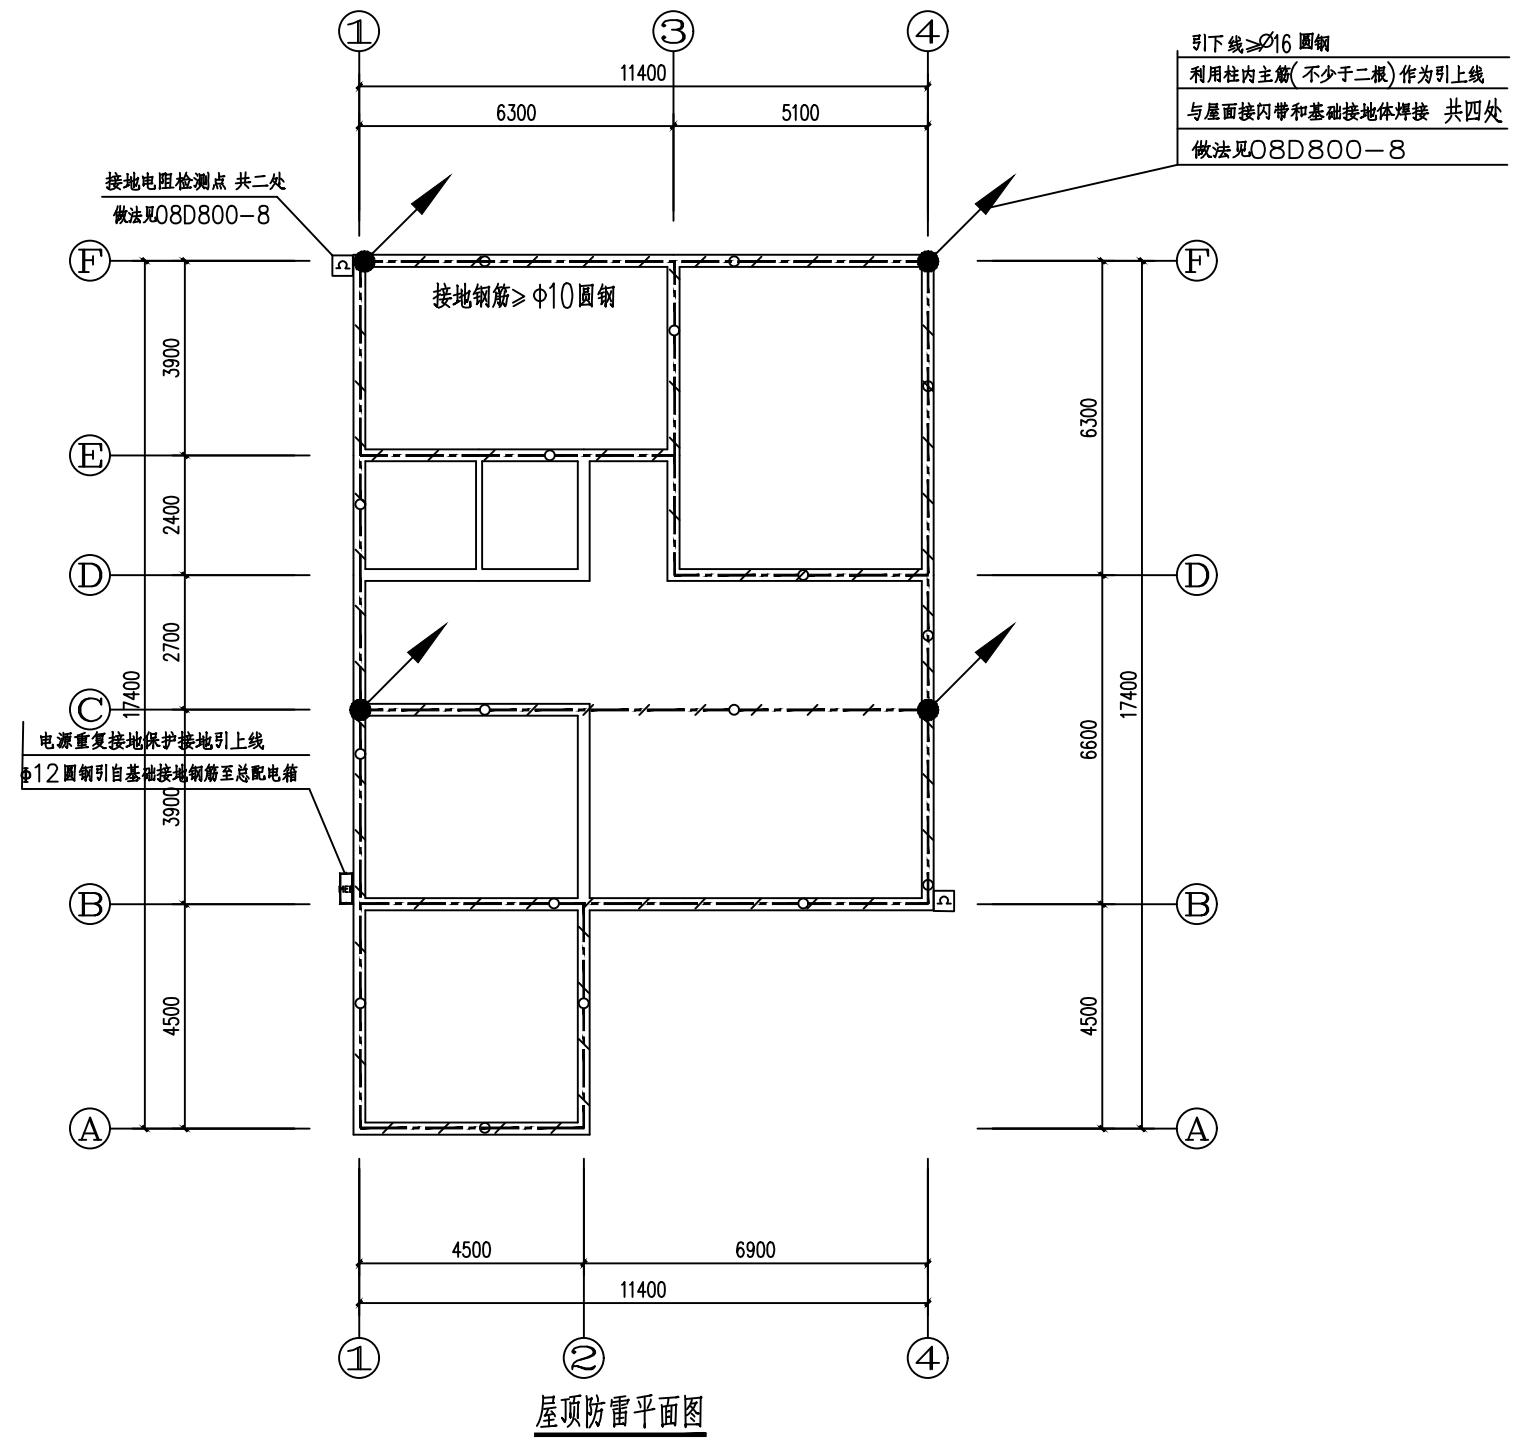 ① ③ ④
11400
6300 5100
引下线≥Ø16 圆钢
利用柱内主筋(不少于二根)作为引上线
与屋面接闪带和基础接地体焊接 共四处
做法见08D800-8
接地电阻检测点 共二处
做法见08D800-8
F F
接地钢筋≥Φ10圆钢
3900
6300
E
2400
D D
2700
17400
17400
C
电源重复接地保护接地引上线
Φ12圆钢引自基础接地钢筋至总配电箱
6600
3900
MEB
B B
4500 4500
A A
4500 6900
11400
① ② ④
屋顶防雷平面图